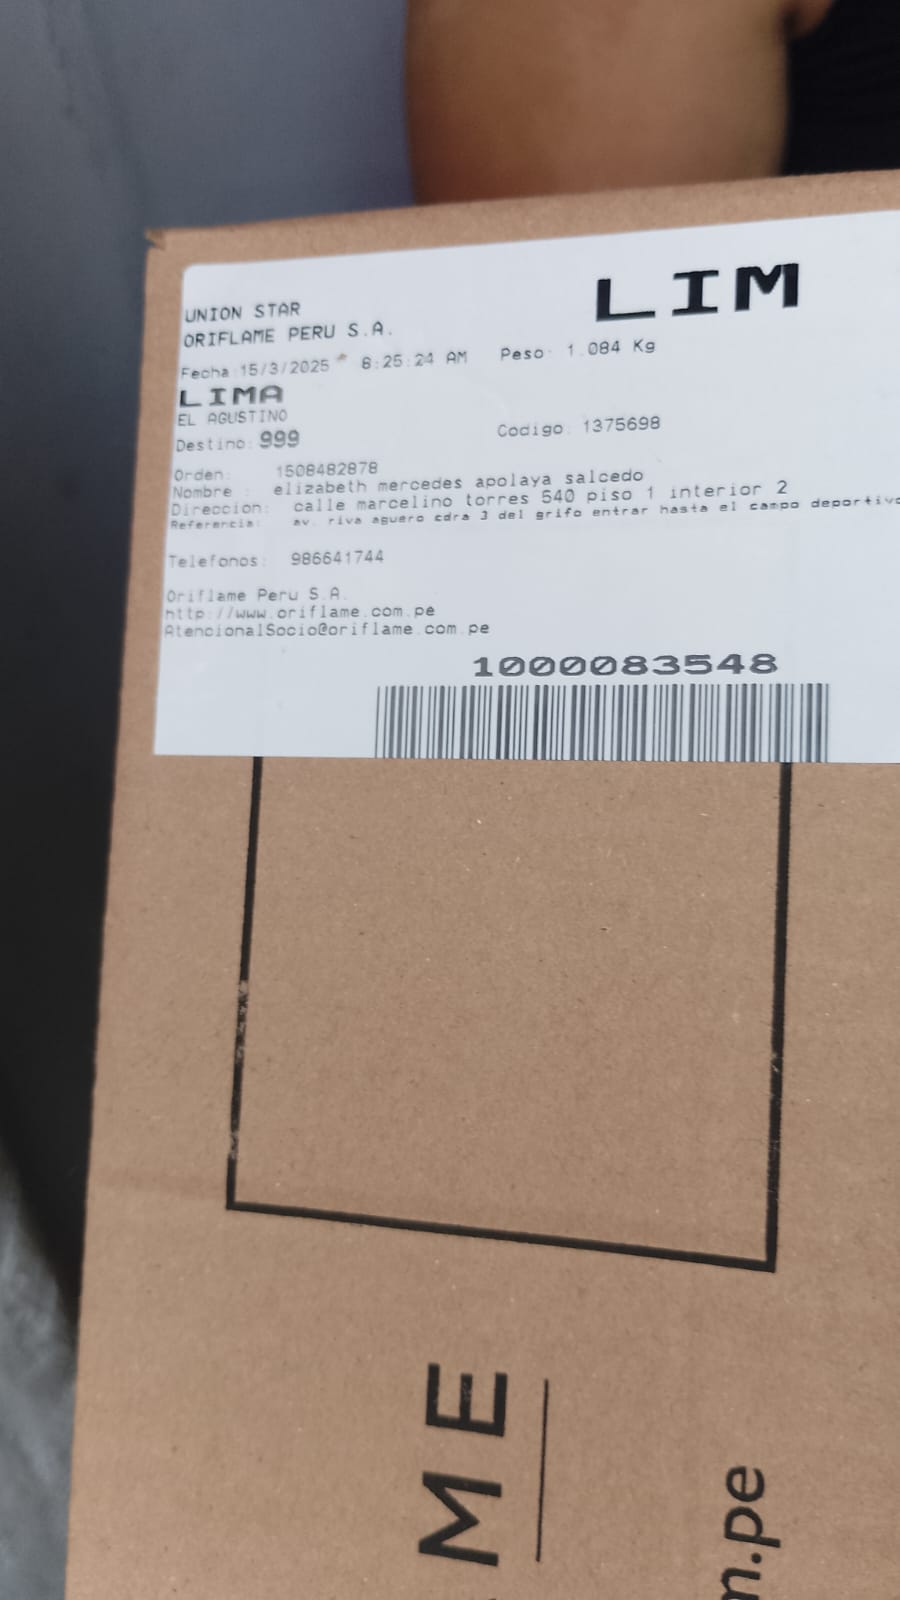 LIM
UNION STAR
ORIFLAME PERU S.A.
Fecha:15/3/2025 8:25:24 AM Peso: 1.084 Kg
LIMA
EL AGUSTINO
Destino: 999 Codigo: 1375698
Orden: 1508482878
Nombre : elizabeth mercedes apolaya salcedo
Direccion: calle marcelino torres 540 piso 1 interior 2
Referencia: av. riva aguero cdra 3 del grifo entrar hasta el campo deportivo
Telefonos: 986641744
Oriflame Peru S.A.
http://www.oriflame.com.pe
AtencionalSocio@oriflame.com.pe
1000083548
ME
m.pe